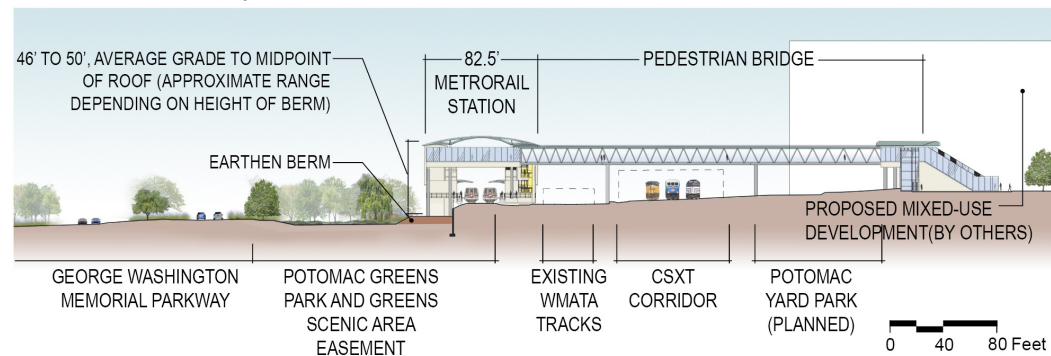 46' TO 50', AVERAGE GRADE TO MIDPOINT
OF ROOF (APPROXIMATE RANGE
DEPENDING ON HEIGHT OF BERM)
82.5'
METRORAIL
STATION
PEDESTRIAN BRIDGE
EARTHEN BERM
PROPOSED MIXED-USE
DEVELOPMENT(BY OTHERS)
GEORGE WASHINGTON
MEMORIAL PARKWAY
POTOMAC GREENS
PARK AND GREENS
SCENIC AREA
EASEMENT
EXISTING
WMATA
TRACKS
CSXT
CORRIDOR
POTOMAC
YARD PARK
(PLANNED)
0 40 80 Feet